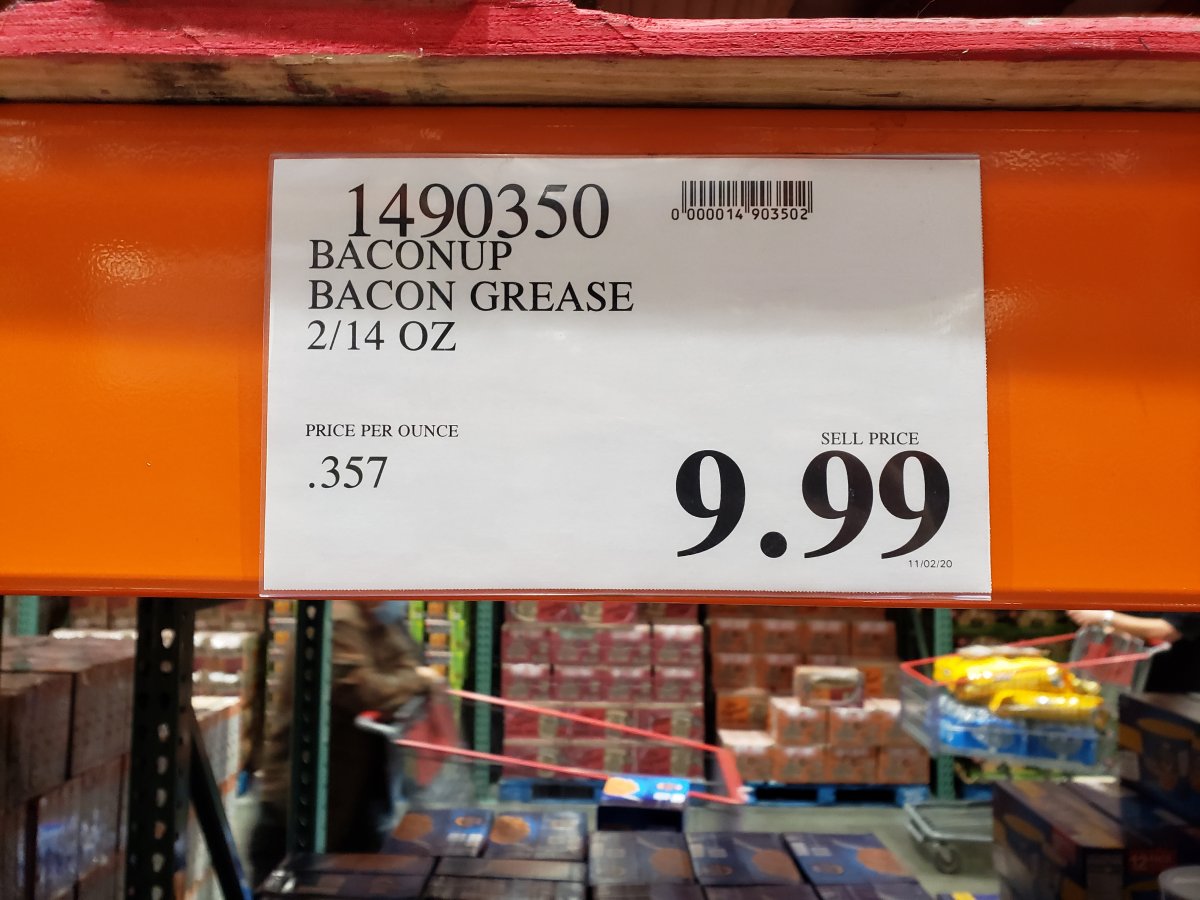 1490350
0 000014 903502
BACONUP
BACON GREASE
2/14 OZ
PRICE PER OUNCE
.357
SELL PRICE
9.99
11/02/20